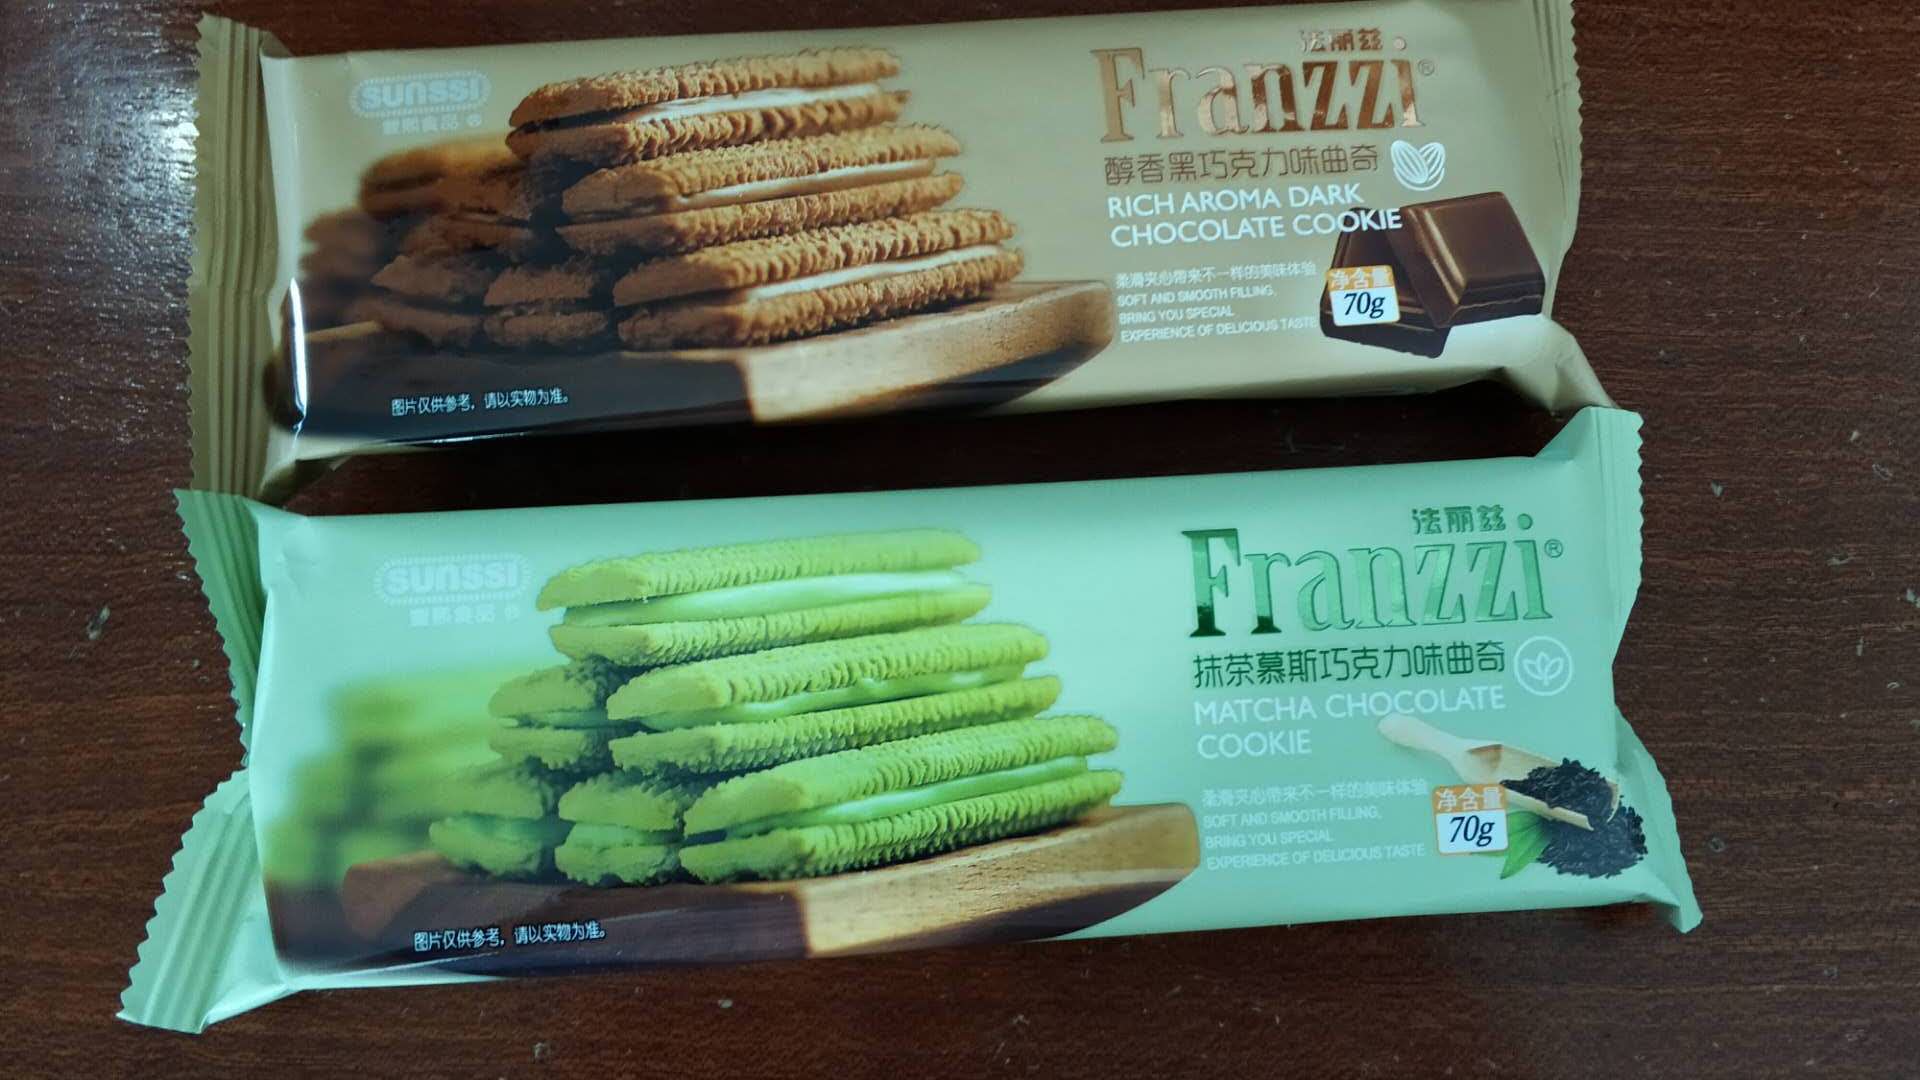 sunssi
食品 ®
法丽兹
Franzzi®
醇香黑巧克力味曲奇
RICH AROMA DARK
CHOCOLATE COOKIE
柔滑夹心带来不一样的美味体验
SOFT AND SMOOTH FILLING,
BRING YOU SPECIAL
EXPERIENCE OF DELICIOUS TASTE
净含量
70g
图片仅供参考，请以实物为准。
sunssi
食品 ®
法丽兹
Franzzi®
抹茶慕斯巧克力味曲奇
MATCHA CHOCOLATE
COOKIE
柔滑夹心带来不一样的美味体验
SOFT AND SMOOTH FILLING,
BRING YOU SPECIAL
EXPERIENCE OF DELICIOUS TASTE
净含量
70g
图片仅供参考，请以实物为准。